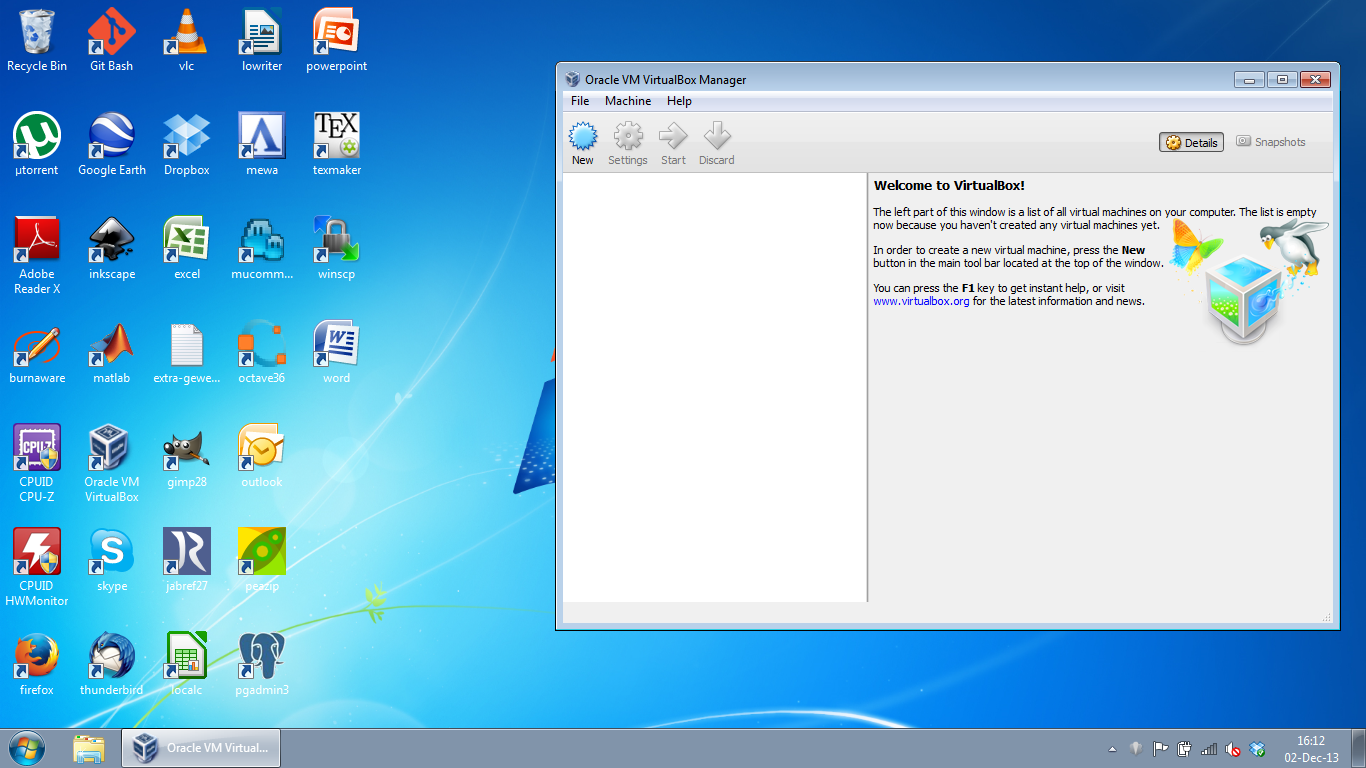 Recycle Bin
Git Bash
vlc
lowriter
powerpoint
µtorrent
Google Earth
Dropbox
mewa
TEX
texmaker
Adobe
Reader X
inkscape
excel
mucomm...
winscp
burnaware
matlab
extra-gewe...
octave36
word
CPU-Z
CPUID
CPU-Z
Oracle VM
VirtualBox
gimp28
outlook
CPUID
HWMonitor
skype
jabref27
peazip
firefox
thunderbird
localc
pgadmin3
Oracle VM VirtualBox Manager
File Machine Help
New Settings Start Discard
Details Snapshots
Welcome to VirtualBox!
The left part of this window is a list of all virtual machines on your computer. The list is empty
now because you haven't created any virtual machines yet.
In order to create a new virtual machine, press the New
button in the main tool bar located at the top of the window.
You can press the F1 key to get instant help, or visit
www.virtualbox.org for the latest information and news.
Oracle VM Virtual...
16:12
02-Dec-13